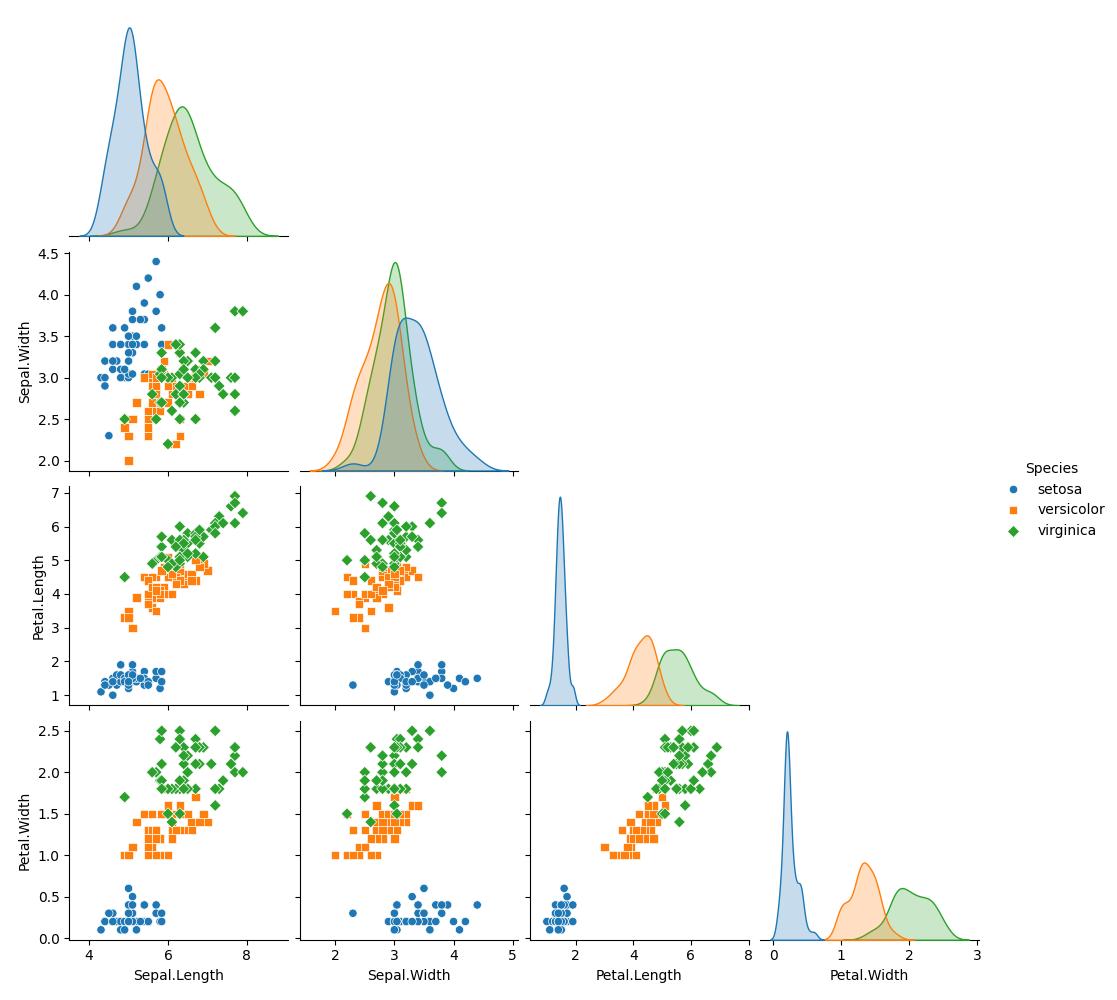 4.5
4.0
3.5
3.0
2.5
2.0
Sepal.Width
7
6
5
4
3
2
1
Petal.Length
Species
setosa
versicolor
virginica
2.5
2.0
1.5
1.0
0.5
0.0
Petal.Width
4 6 8
2 3 4 5
2 4 6 8
0 1 2 3
Sepal.Length
Sepal.Width
Petal.Length
Petal.Width